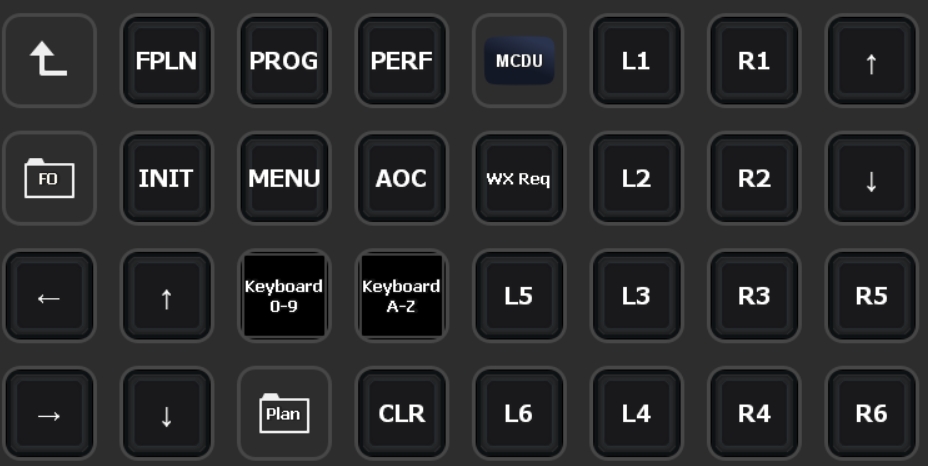 FPLN PROG PERF MCDU L1 R1 ↑
FO INIT MENU AOC WX Req L2 R2 ↓
← ↑ Keyboard
0-9
Keyboard
A-Z
L5 L3 R3 R5
→ ↓ Plan CLR L6 L4 R4 R6